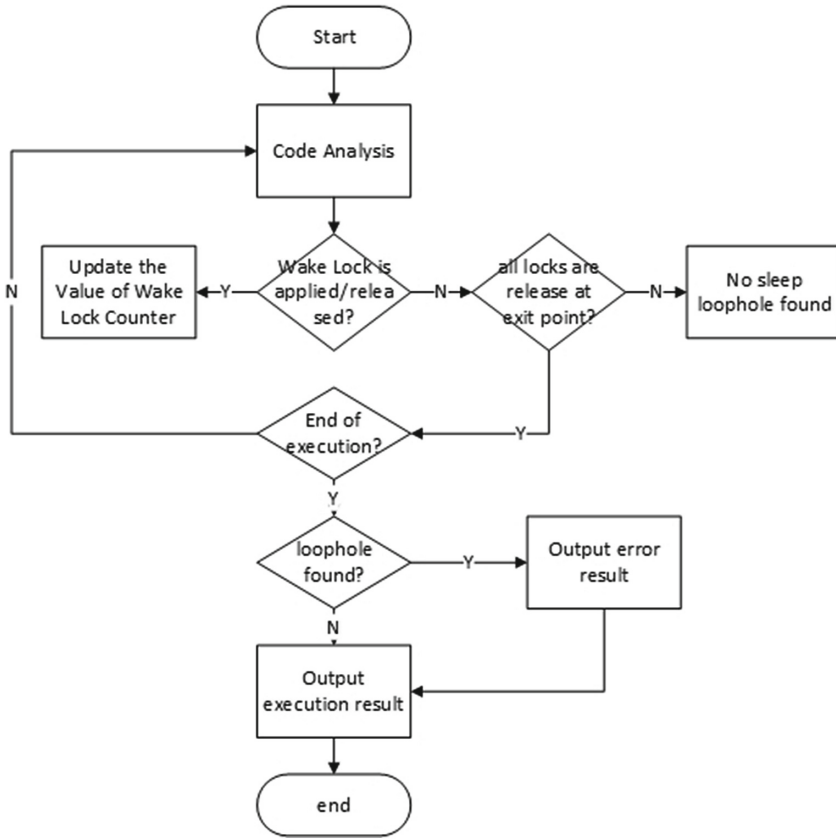 Start
Code Analysis
Update the
Value of Wake
Lock Counter
Y
Wake Lock is
applied/relea
sed?
N
all locks are
release at
exit point?
N
No sleep
loophole found
N
End of
execution?
Y
Y
loophole
found?
Y
Output error
result
N
Output
execution result
end